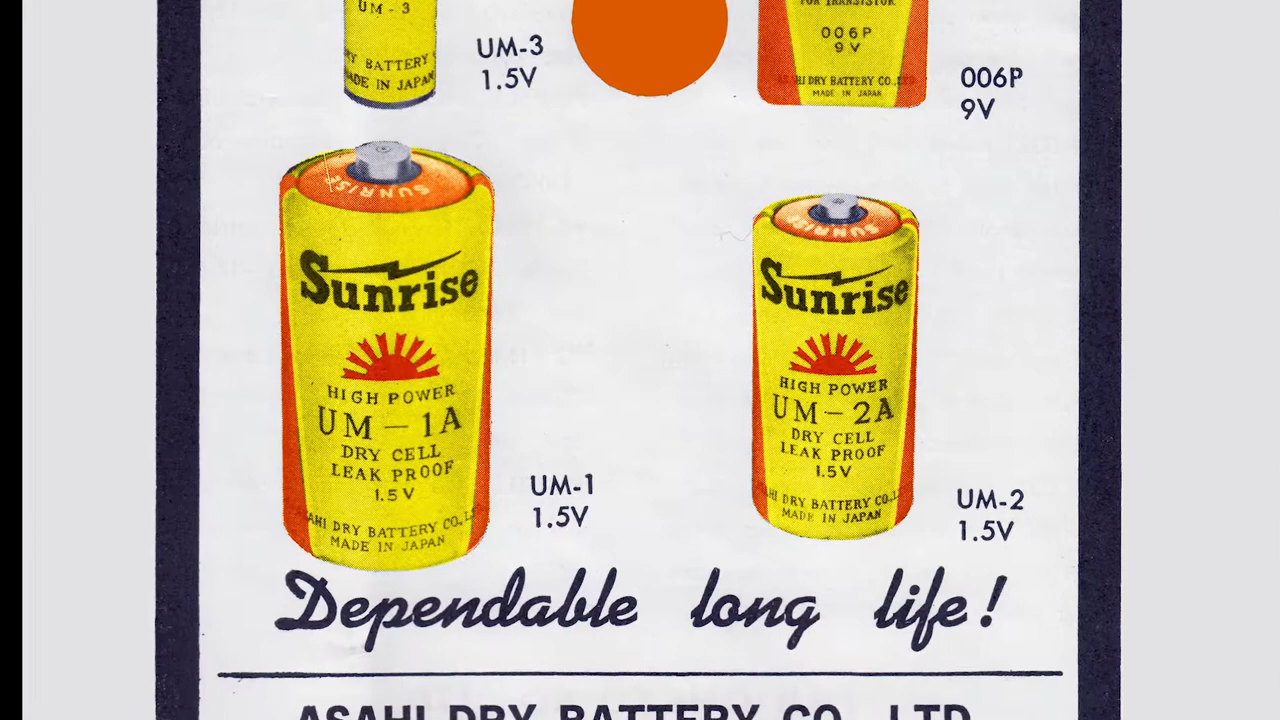 UM-3
BATTERY
MADE IN JAPAN
UM-3
1.5V
FOR TRANSISTOR
006P
9V
ASAHI DRY BATTERY CO.,LTD
MADE IN JAPAN
006P
9V
SUNRISE
Sunrise
HIGH POWER
UM-1A
DRY CELL
LEAK PROOF
1.5V
ASAHI DRY BATTERY CO.,L
MADE IN JAPAN
UM-1
1.5V
SUNRISE
Sunrise
HIGH POWER
UM-2A
DRY CELL
LEAK PROOF
1.5V
ASAHI DRY BATTERY CO.,L
MADE IN JAPAN
UM-2
1.5V
Dependable long life!
ASAHI DRY BATTERY CO., LTD.